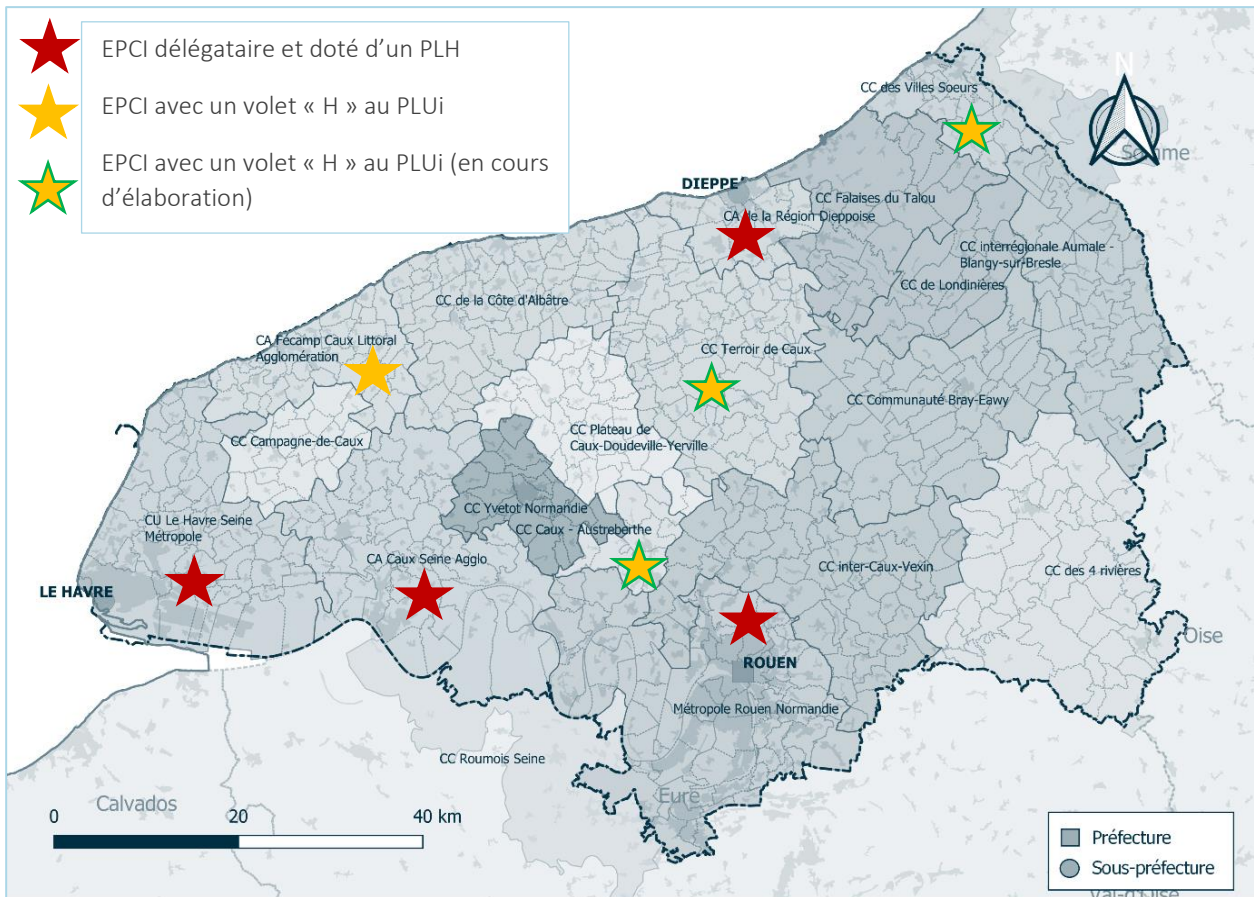 EPCI délégataire et doté d’un PLH
EPCI avec un volet « H » au PLUi
EPCI avec un volet « H » au PLUi (en cours
d’élaboration)
N
CC des Villes Soeurs
Somme
DIEPPE
CC Falaises du Talou
CA de la Région Dieppoise
CC interrégionale Aumale -
Blangy-sur-Bresle
CC de Londinières
CC de la Côte d'Albâtre
CA Fécamp Caux Littoral
Agglomération
CC Terroir de Caux
CC Communauté Bray-Eawy
CC Campagne-de-Caux
CC Plateau de
Caux-Doudeville-Yerville
CC Yvetot Normandie
CC Caux - Austreberthe
CU Le Havre Seine
Métropole
CA Caux Seine Agglo
CC inter-Caux-Vexin
CC des 4 rivières
LE HAVRE
Oise
ROUEN
Métropole Rouen Normandie
CC Roumois Seine
Eure
Calvados
0 20 40 km
Préfecture
Sous-préfecture
Val-d'Oise